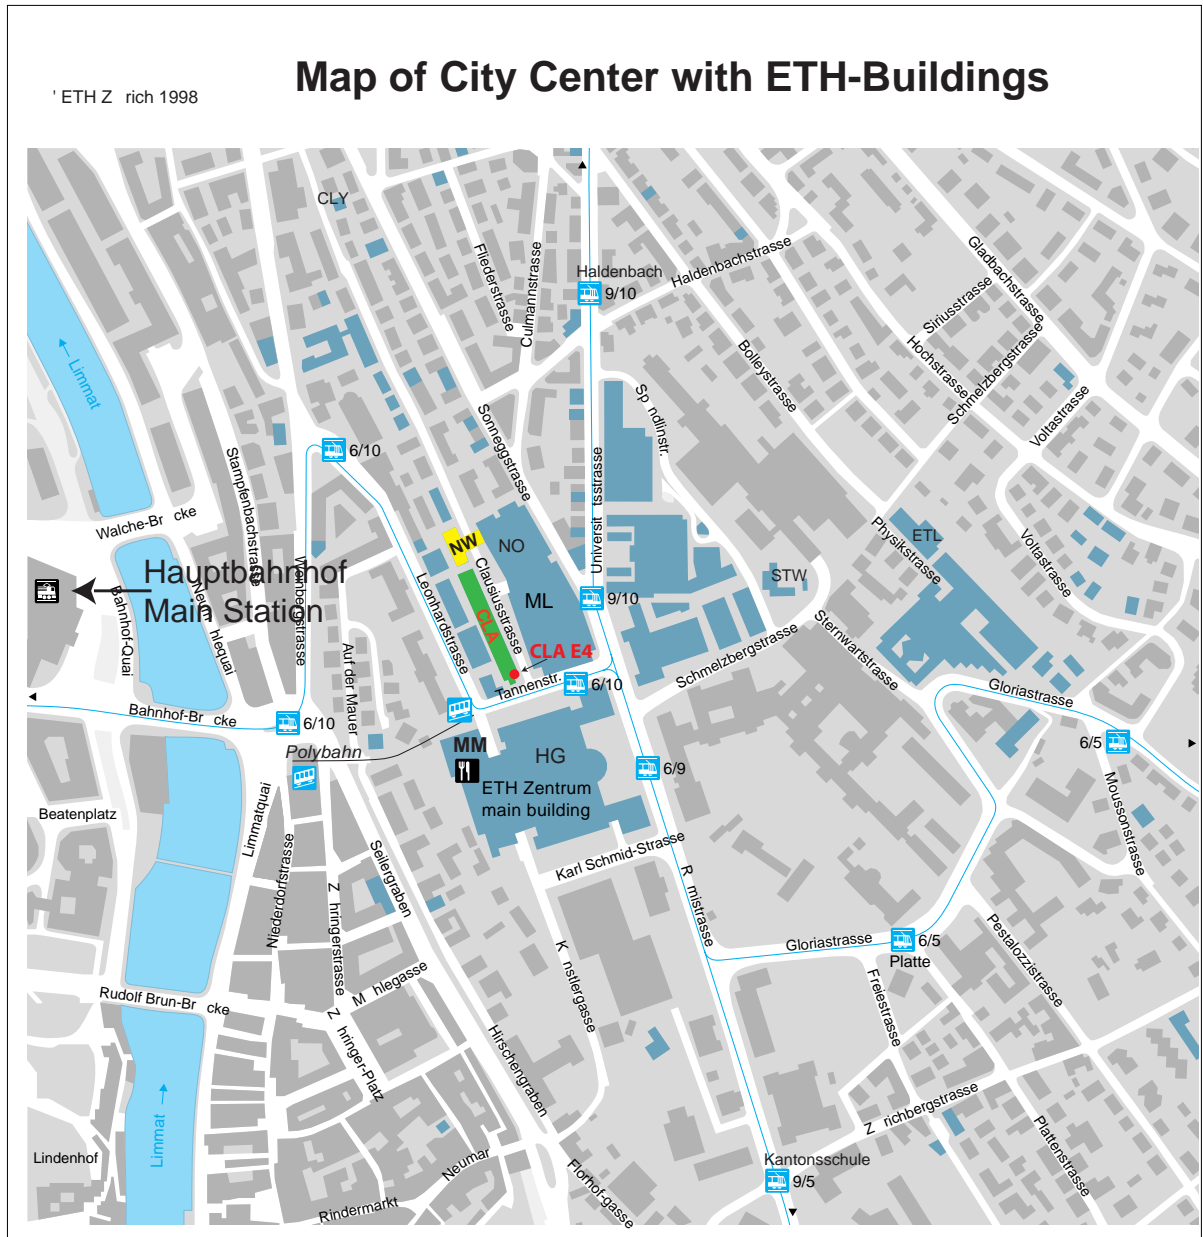 Map of City Center with ETH-Buildings
' ETH Z rich 1998
CLY
Haldenbach
9/10
Haldenbachstrasse
Gladbachstrasse
Fliederstrasse
Culmannstrasse
Siriusstrasse
Hochstrasse
Schmelzbergstrasse
Bolleystrasse
Voltastrasse
Limmat
Sp ndlinstr.
Sonneggstrasse
6/10
Stampfenbachstrasse
Universit tsstrasse
Walche-Br cke
NW
NO
Physikstrasse
ETL
Voltastrasse
Hauptbahnhof
Main Station
Bahnhof-Quai
Neum hlequai
Weinbergstrasse
Leonhardstrasse
Clausiusstrasse
CLA
ML
9/10
STW
CLA E4
Tannenstr.
6/10
Schmelzbergstrasse
Sternwartstrasse
Gloriastrasse
Auf der Mauer
Bahnhof-Br cke
6/10
Polybahn
MM
HG
ETH Zentrum
main building
6/9
6/5
Moussonstrasse
Beatenplatz
Limmatquai
Niederdorfstrasse
Seilergraben
Karl Schmid-Strasse
R mistrasse
Z hringerstrasse
K nstlergasse
Gloriastrasse
6/5
Platte
Pestalozzistrasse
Freiestrasse
M hlegasse
Rudolf Brun-Br cke
Z hringer-Platz
Hirschengraben
Limmat
Z richbergstrasse
Plattenstrasse
Lindenhof
Neumar
Florhof-gasse
Kantonsschule
9/5
Rindermarkt